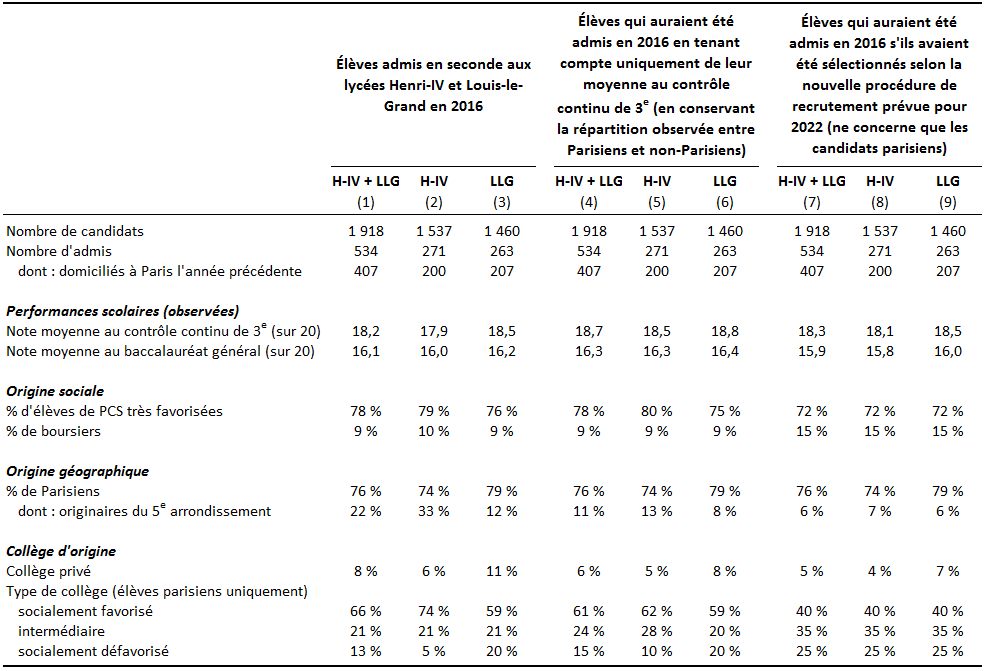 Élèves admis en seconde aux
lycées Henri-IV et Louis-le-
Grand en 2016
Élèves qui auraient été
admis en 2016 en tenant
compte uniquement de leur
moyenne au contrôle
continu de 3e (en conservant
la répartition observée entre
Parisiens et non-Parisiens)
Élèves qui auraient été
admis en 2016 s'ils avaient
été sélectionnés selon la
nouvelle procédure de
recrutement prévue pour
2022 (ne concerne que les
candidats parisiens)
H-IV + LLG H-IV LLG H-IV + LLG H-IV LLG H-IV + LLG H-IV LLG
(1) (2) (3) (4) (5) (6) (7) (8) (9)
Nombre de candidats 1 918 1 537 1 460 1 918 1 537 1 460 1 918 1 537 1 460
Nombre d'admis 534 271 263 534 271 263 534 271 263
dont : domiciliés à Paris l'année précédente 407 200 207 407 200 207 407 200 207
Performances scolaires (observées)
Note moyenne au contrôle continu de 3e (sur 20) 18,2 17,9 18,5 18,7 18,5 18,8 18,3 18,1 18,5
Note moyenne au baccalauréat général (sur 20) 16,1 16,0 16,2 16,3 16,3 16,4 15,9 15,8 16,0
Origine sociale
% d'élèves de PCS très favorisées 78 % 79 % 76 % 78 % 80 % 75 % 72 % 72 % 72 %
% de boursiers 9 % 10 % 9 % 9 % 9 % 9 % 15 % 15 % 15 %
Origine géographique
% de Parisiens 76 % 74 % 79 % 76 % 74 % 79 % 76 % 74 % 79 %
dont : originaires du 5e arrondissement 22 % 33 % 12 % 11 % 13 % 8 % 6 % 7 % 6 %
Collège d'origine
Collège privé 8 % 6 % 11 % 6 % 5 % 8 % 5 % 4 % 7 %
Type de collège (élèves parisiens uniquement)
socialement favorisé 66 % 74 % 59 % 61 % 62 % 59 % 40 % 40 % 40 %
intermédiaire 21 % 21 % 21 % 24 % 28 % 20 % 35 % 35 % 35 %
socialement défavorisé 13 % 5 % 20 % 15 % 10 % 20 % 25 % 25 % 25 %